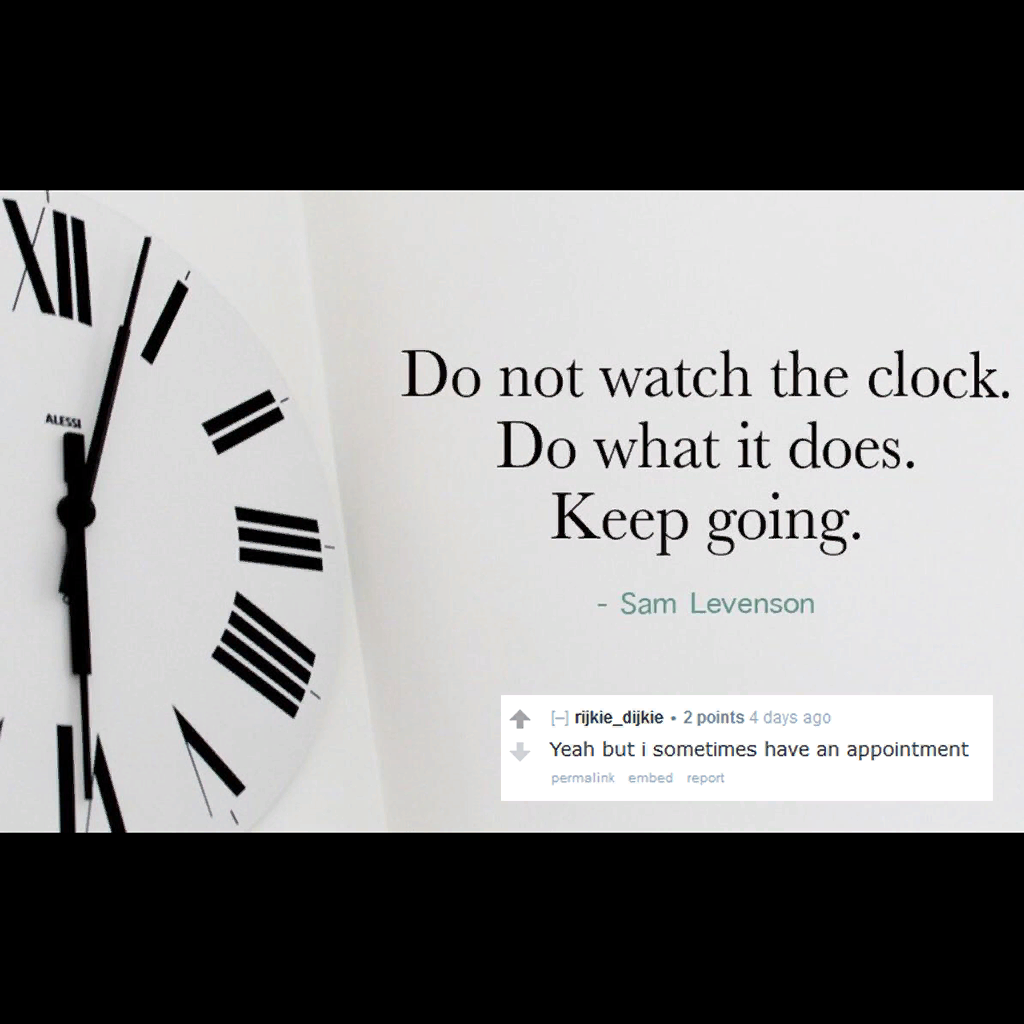 XII
I
II
III
IIII
V
VI
ALESSI
Do not watch the clock.
Do what it does.
Keep going.
- Sam Levenson
[–] rijkie_dijkie • 2 points 4 days ago
Yeah but i sometimes have an appointment
permalink embed report